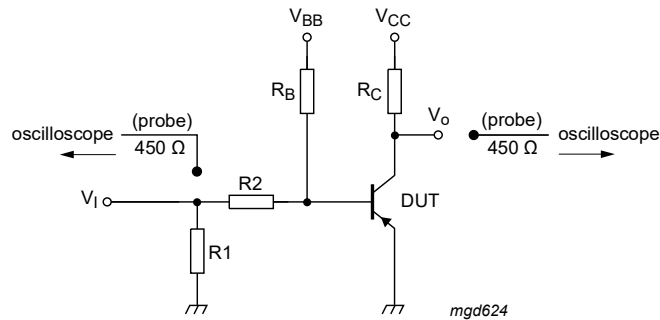 V_BB V_CC
R_B R_C
(probe) V_o (probe)
oscilloscope oscilloscope
450 Ω 450 Ω
R2
V_I DUT
R1
mgd624